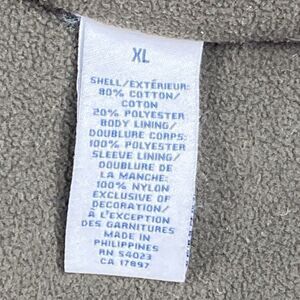 XL
SHELL/EXTÉRIEUR:
80% COTTON/
COTON
20% POLYESTER
BODY LINING/
DOUBLURE CORPS:
100% POLYESTER
SLEEVE LINING/
DOUBLURE DE
LA MANCHE:
100% NYLON
EXCLUSIVE OF
DECORATION/
À L'EXCEPTION
DES GARNITURES
MADE IN
PHILIPPINES
RN 54023
CA 17897